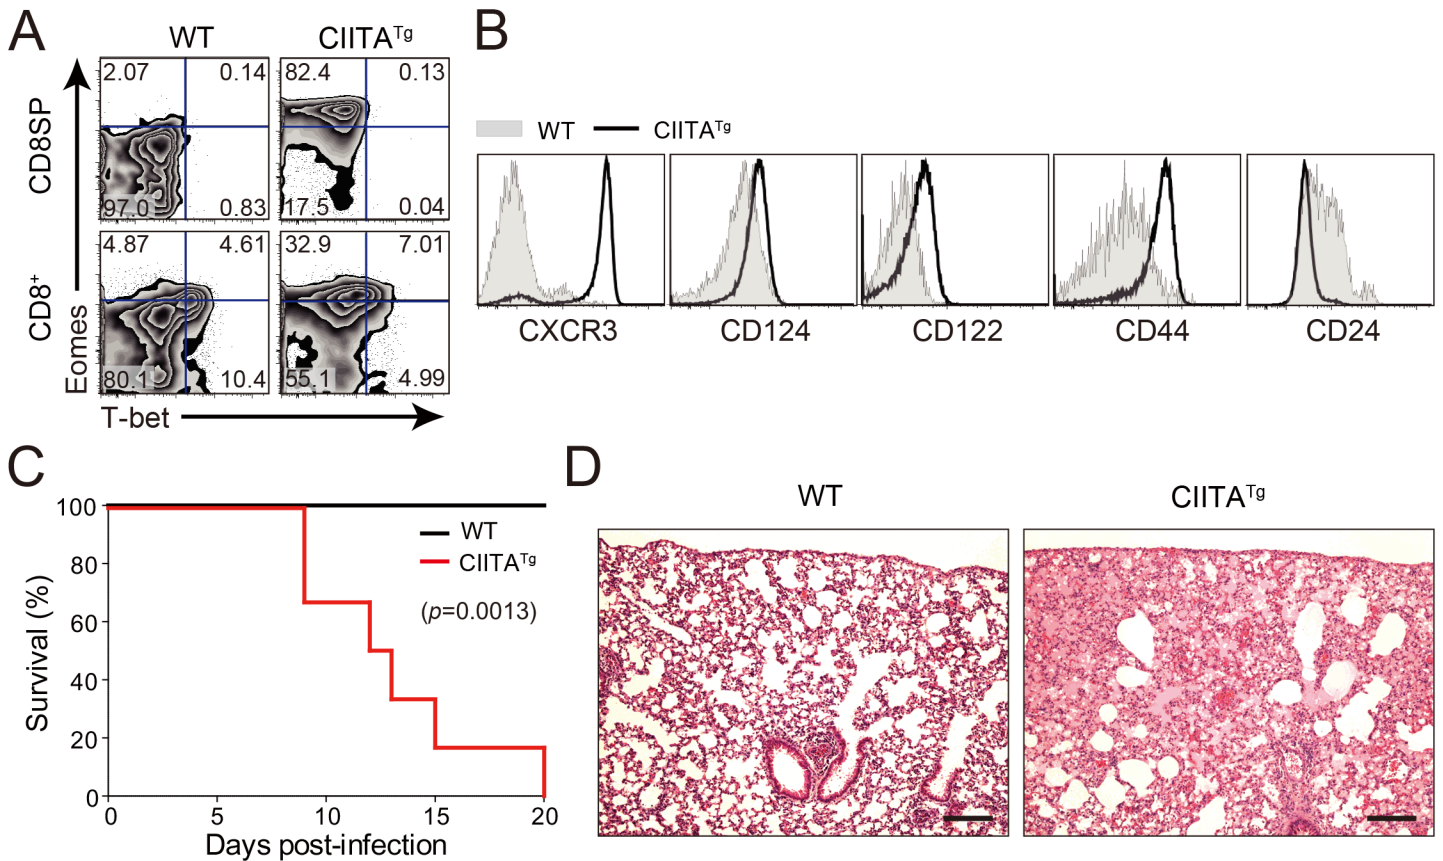 A
WT
CIITATg
CD8SP
2.07
0.14
82.4
0.13
97.0
0.83
17.5
0.04
CD8+
4.87
4.61
32.9
7.01
80.1
10.4
55.1
4.99
Eomes
T-bet
B
WT
CIITATg
CXCR3
CD124
CD122
CD44
CD24
C
Survival (%)
100
80
60
40
20
0
WT
CIITATg
(p=0.0013)
0 5 10 15 20
Days post-infection
D
WT
CIITATg